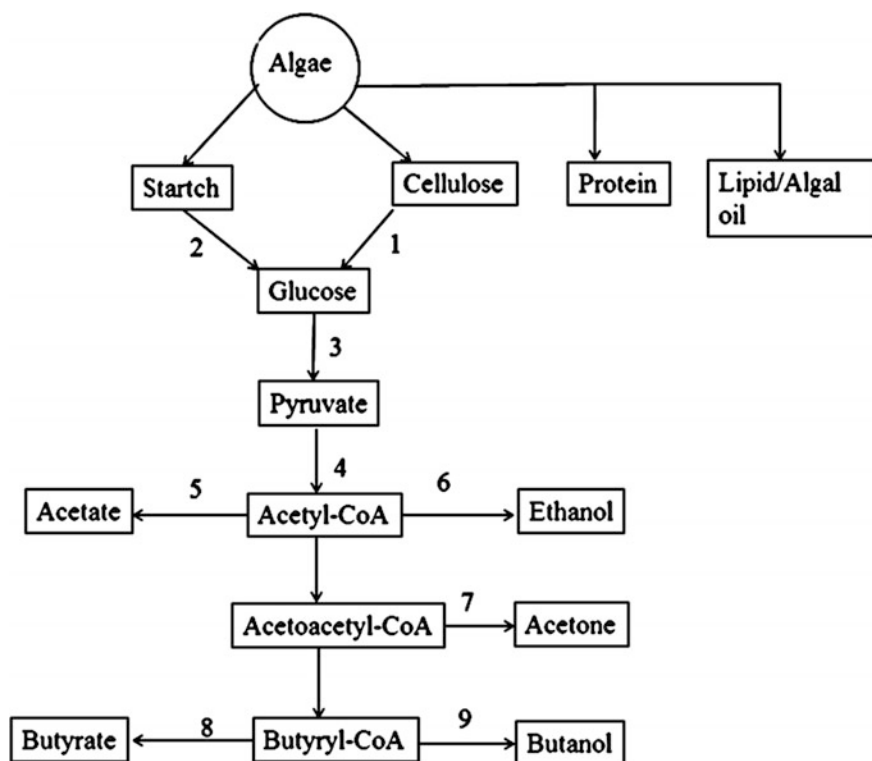 Algae
Startch
Cellulose
Protein
Lipid/Algal
oil
2
1
Glucose
3
Pyruvate
4
5
6
Acetate
Acetyl-CoA
Ethanol
7
Acetoacetyl-CoA
Acetone
8
9
Butyrate
Butyryl-CoA
Butanol